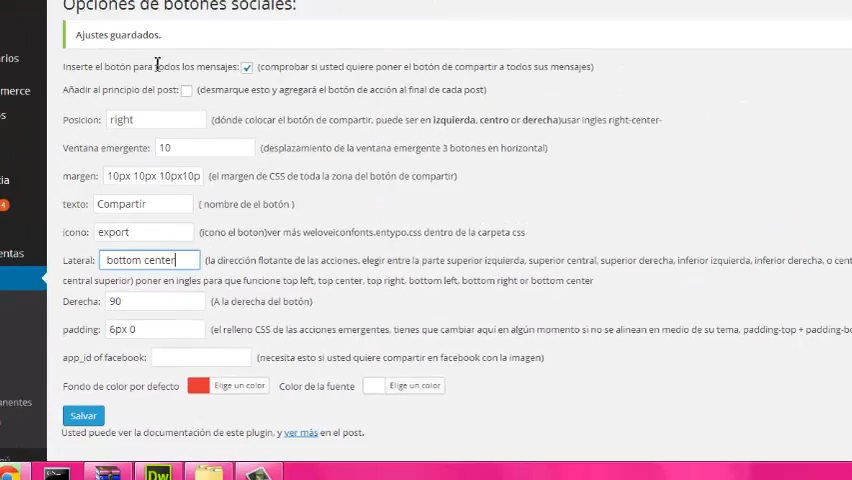 Opciones de botones sociales:
Ajustes guardados.
Inserte el botón para todos los mensajes: (comprobar si usted quiere poner el botón de compartir a todos sus mensajes)
Añadir al principio del post: (desmarque esto y agregará el botón de acción al final de cada post)
Posicion: right (dónde colocar el botón de compartir. puede ser en izquierda, centro or derecha)usar ingles right-center-
Ventana emergente: 10 (desplazamiento de la ventana emergente 3 botones en horizontal)
margen: 10px 10px 10px10p (el margen de CSS de toda la zona del botón de compartir)
texto: Compartir ( nombre de el botón )
icono: export (icono el boton)ver más weloveiconfonts.entypo.css dentro de la carpeta css
Lateral: bottom center (la dirección flotante de las acciones. elegir entre la parte superior izquierda, superior central, superior derecha, inferior izquierda, inferior derecha, o cent
central superior) poner en ingles para que funcione top left, top center, top right, bottom left, bottom right or bottom center
Derecha: 90 (A la derecha del botón)
padding: 6px 0 (el relleno CSS de las acciones emergentes, tienes que cambiar aquí en algún momento si no se alinean en medio de su tema, padding-top + padding-bo
app_id of facebook: (necesita esto si usted quiere compartir en facebook con la imagen)
Fondo de color por defecto Elige un color Color de la fuente Elige un color
Salvar
Usted puede ver la documentación de este plugin, y ver más en el post.
arios
merce
s
ia
4
entas
anentes
Dw